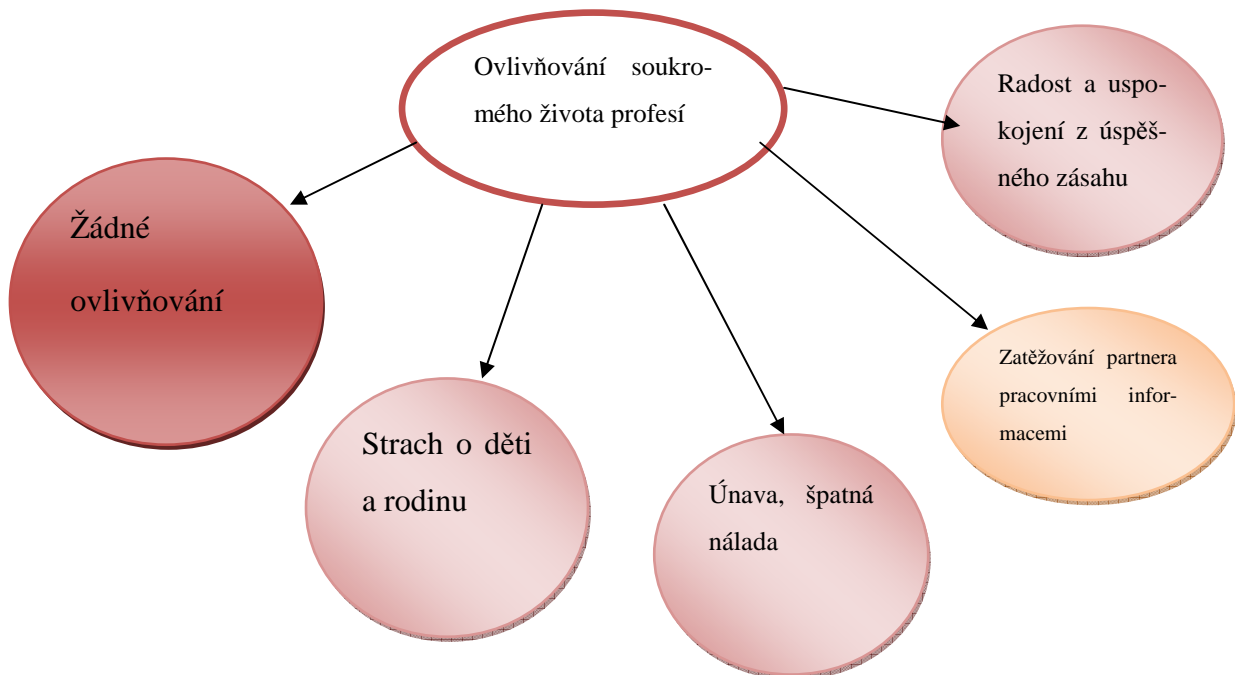 Ovlivňování soukro-
mého života profesí
Radost a uspo-
kojení z úspěš-
ného zásahu
Žádné
ovlivňování
Zatěžování partnera
pracovními infor-
macemi
Strach o děti
a rodinu
Únava, špatná
nálada